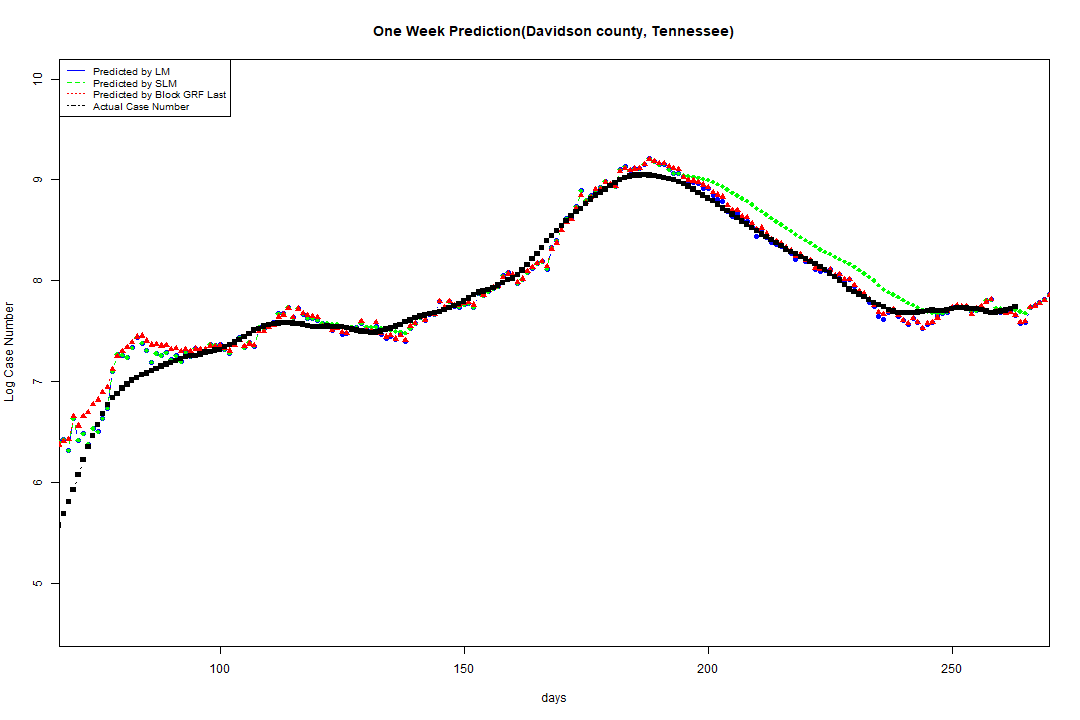 One Week Prediction(Davidson county, Tennessee)
Predicted by LM
Predicted by SLM
Predicted by Block GRF Last
Actual Case Number
10
9
8
7
6
5
Log Case Number
100
150
200
250
days